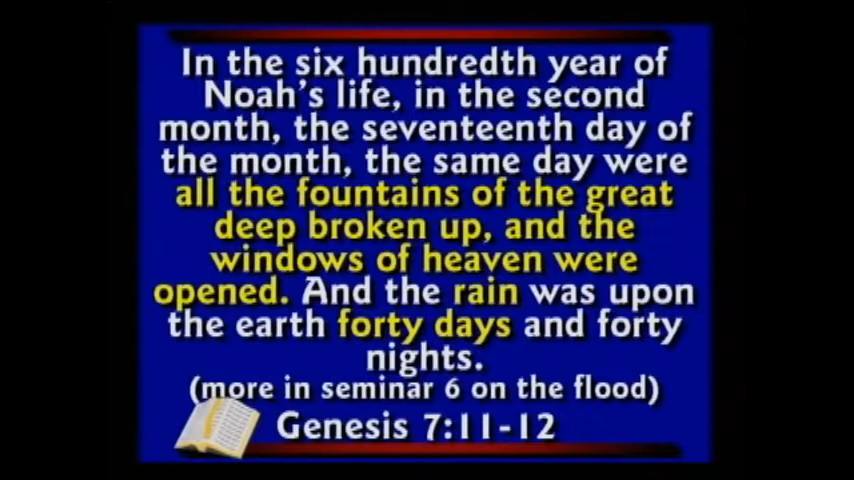 In the six hundredth year of
Noah's life, in the second
month, the seventeenth day of
the month, the same day were
all the fountains of the great
deep broken up, and the
windows of heaven were
opened. And the rain was upon
the earth forty days and forty
nights.
(more in seminar 6 on the flood)
Genesis 7:11-12